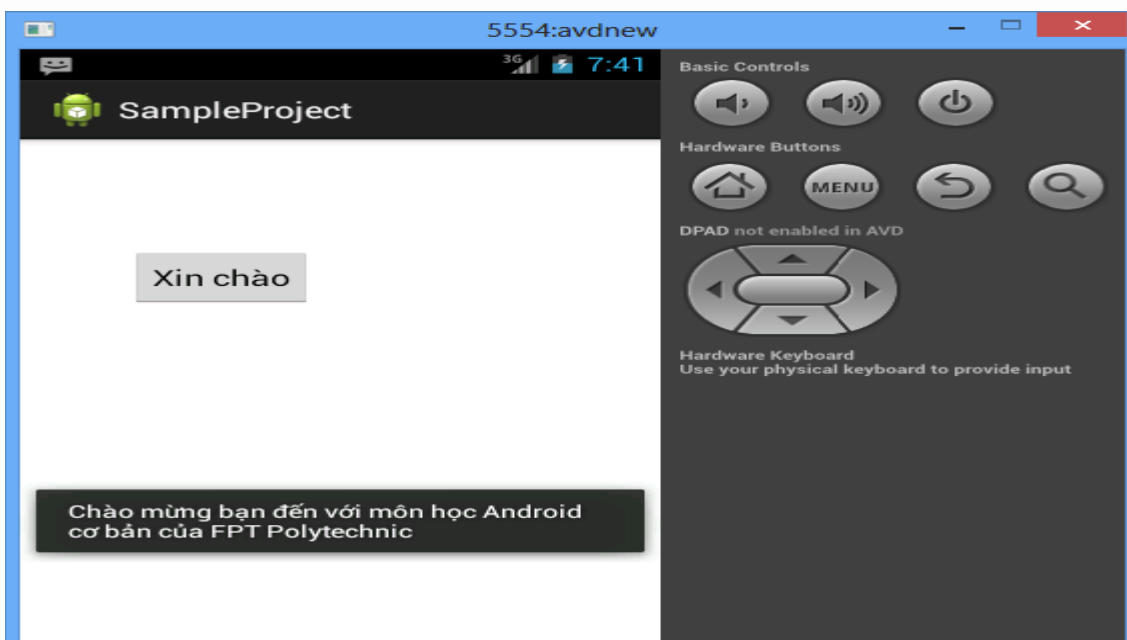 5554:avdnew
3G 7:41
SampleProject
Xin chào
Chào mừng bạn đến với môn học Android
cơ bản của FPT Polytechnic
Basic Controls
Hardware Buttons
MENU
DPAD not enabled in AVD
Hardware Keyboard
Use your physical keyboard to provide input